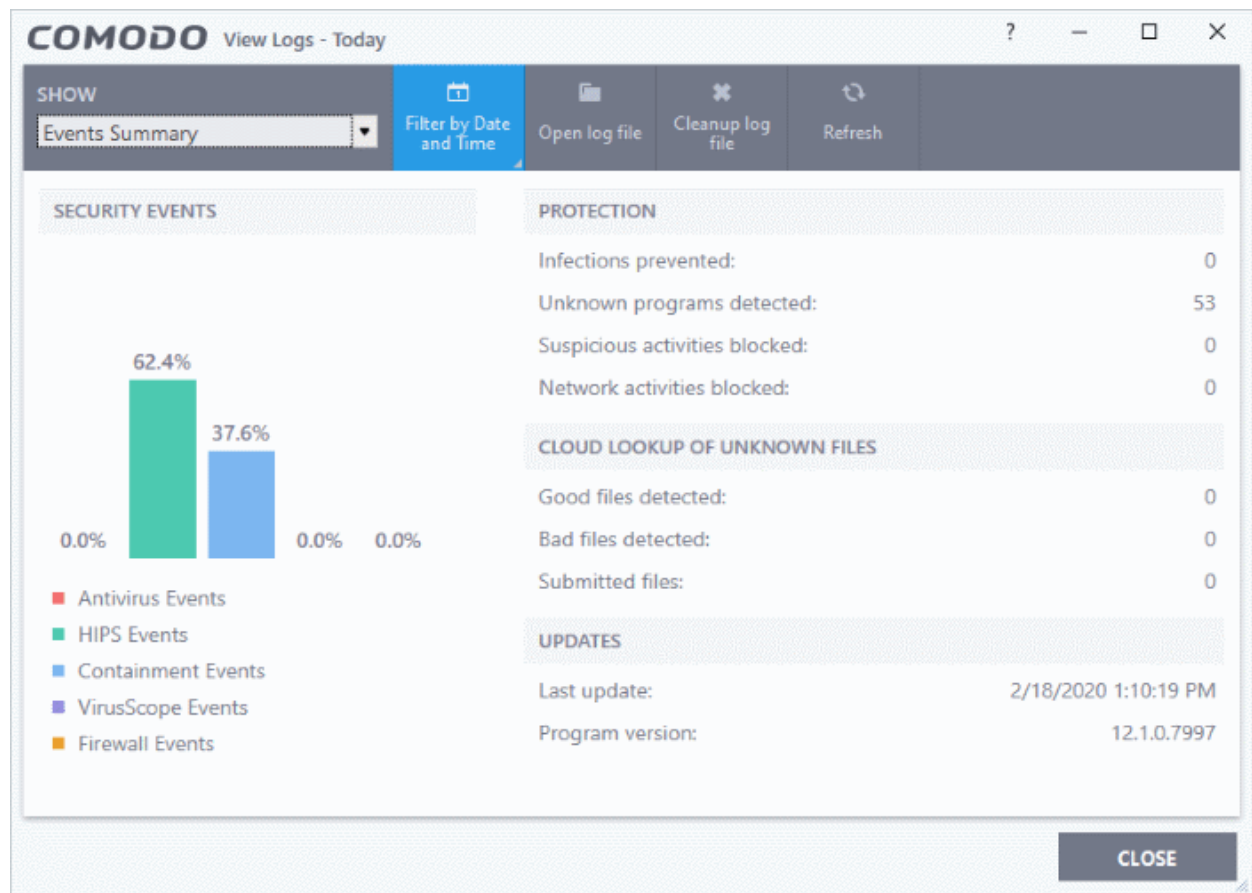 COMODO View Logs - Today
?
SHOW
Events Summary
Filter by Date
and Time
Open log file
Cleanup log
file
Refresh
SECURITY EVENTS
62.4%
37.6%
0.0%
0.0%
0.0%
Antivirus Events
HIPS Events
Containment Events
VirusScope Events
Firewall Events
PROTECTION
Infections prevented: 0
Unknown programs detected: 53
Suspicious activities blocked: 0
Network activities blocked: 0
CLOUD LOOKUP OF UNKNOWN FILES
Good files detected: 0
Bad files detected: 0
Submitted files: 0
UPDATES
Last update: 2/18/2020 1:10:19 PM
Program version: 12.1.0.7997
CLOSE